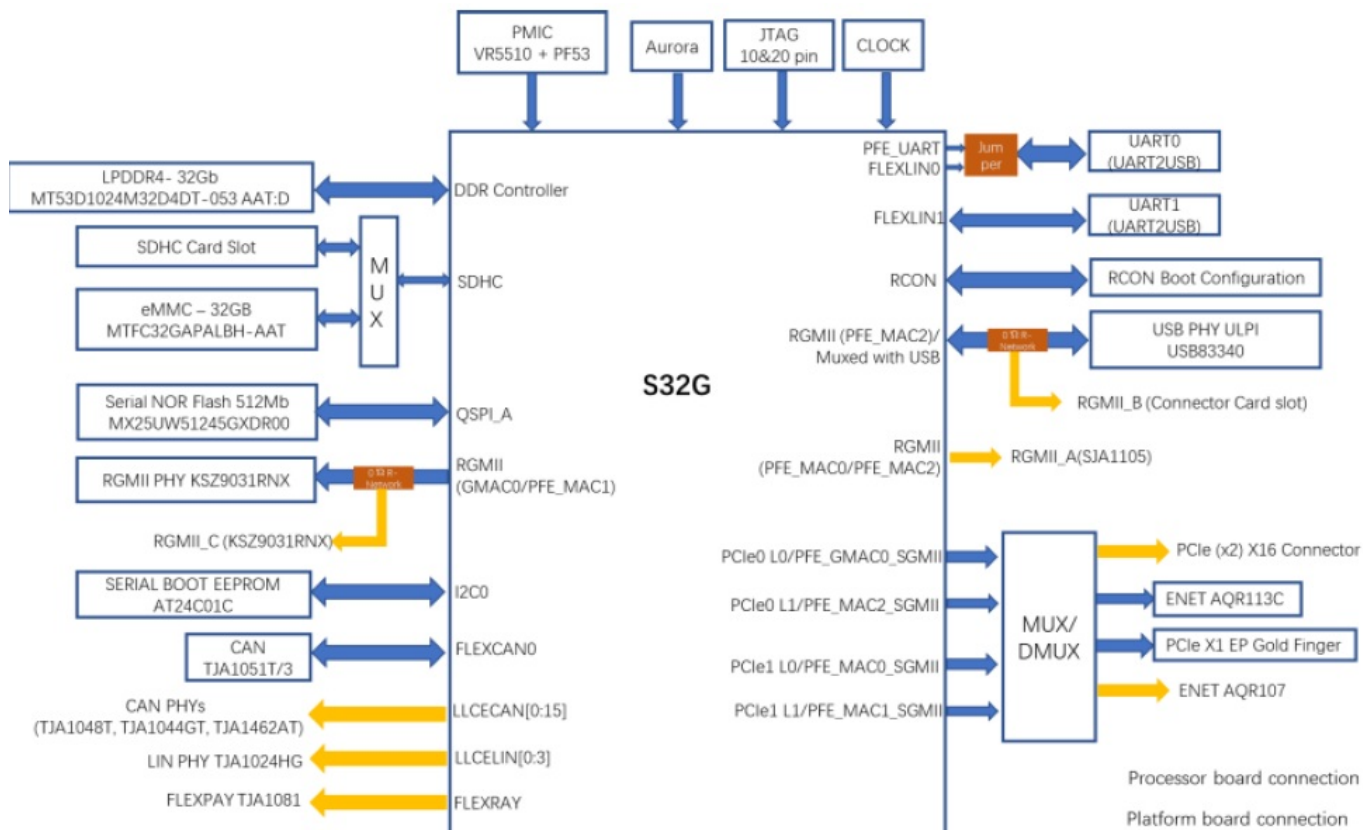 PMIC
VR5510 + PF53
Aurora
JTAG
10&20 pin
CLOCK
LPDDR4- 32Gb
MT53D1024M32D4DT-053 AAT:D
DDR Controller
SDHC Card Slot
MUX
SDHC
eMMC – 32GB
MTFC32GAPALBH-AAT
Serial NOR Flash 512Mb
MX25UW51245GXDR00
QSPI_A
RGMII PHY KSZ9031RNX
Network
RGMII
(GMAC0/PFE_MAC1)
RGMII_C (KSZ9031RNX)
SERIAL BOOT EEPROM
AT24C01C
I2C0
CAN
TJA1051T/3
FLEXCAN0
CAN PHYs
(TJA1048T, TJA1044GT, TJA1462AT)
LLCECAN[0:15]
LIN PHY TJA1024HG
LLCELIN[0:3]
FLEXPAY TJA1081
FLEXRAY
S32G
PFE_UART
FLEXLIN0
Jum
per
UART0
(UART2USB)
FLEXLIN1
UART1
(UART2USB)
RCON
RCON Boot Configuration
RGMII (PFE_MAC2)/
Muxed with USB
Network
USB PHY ULPI
USB83340
RGMII_B (Connector Card slot)
RGMII
(PFE_MAC0/PFE_MAC2)
RGMII_A(SJA1105)
PCIe0 L0/PFE_GMAC0_SGMII
PCIe0 L1/PFE_MAC2_SGMII
PCIe1 L0/PFE_MAC0_SGMII
PCIe1 L1/PFE_MAC1_SGMII
MUX/
DMUX
PCIe (x2) X16 Connector
ENET AQR113C
PCIe X1 EP Gold Finger
ENET AQR107
Processor board connection
Platform board connection